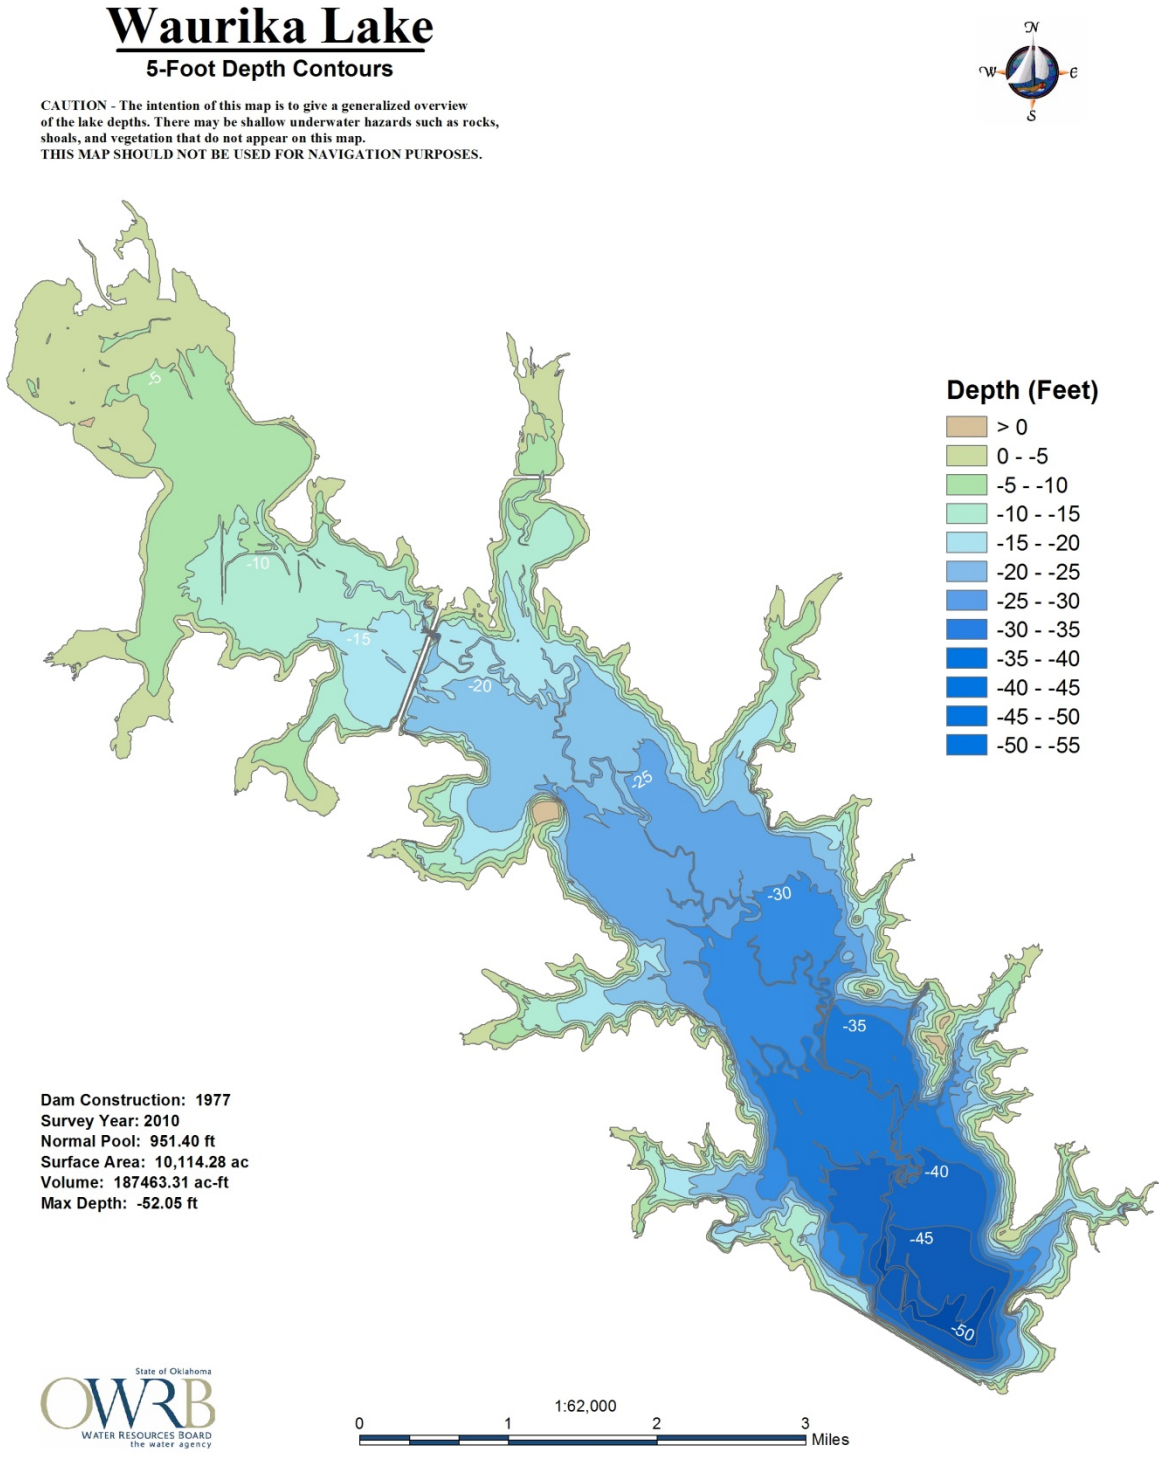 Waurika Lake
5-Foot Depth Contours
CAUTION - The intention of this map is to give a generalized overview
of the lake depths. There may be shallow underwater hazards such as rocks,
shoals, and vegetation that do not appear on this map.
THIS MAP SHOULD NOT BE USED FOR NAVIGATION PURPOSES.
N
W E
S
-5
-10
-15
-20
-25
-30
-35
-40
-45
-50
Depth (Feet)
> 0
0 - -5
-5 - -10
-10 - -15
-15 - -20
-20 - -25
-25 - -30
-30 - -35
-35 - -40
-40 - -45
-45 - -50
-50 - -55
Dam Construction: 1977
Survey Year: 2010
Normal Pool: 951.40 ft
Surface Area: 10,114.28 ac
Volume: 187463.31 ac-ft
Max Depth: -52.05 ft
State of Oklahoma
OWRB
WATER RESOURCES BOARD
the water agency
1:62,000
0 1 2 3
Miles